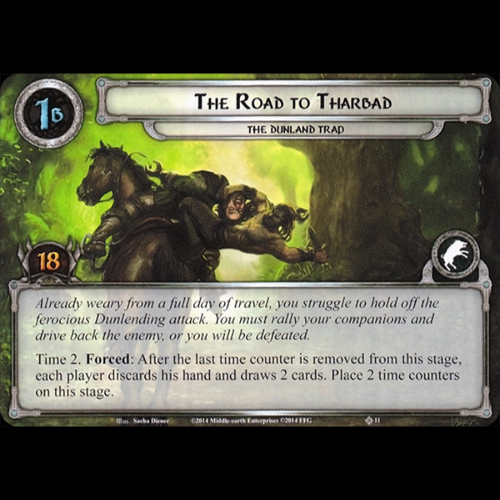 1B
THE ROAD TO THARBAD
THE DUNLAND TRAP
18
Already weary from a full day of travel, you struggle to hold off the
ferocious Dunlending attack. You must rally your companions and
drive back the enemy, or you will be defeated.
Time 2. Forced: After the last time counter is removed from this stage,
each player discards his hand and draws 2 cards. Place 2 time counters
on this stage.
Illus. Sacha Diener ©2014 Middle-earth Enterprises ©2014 FFG 11